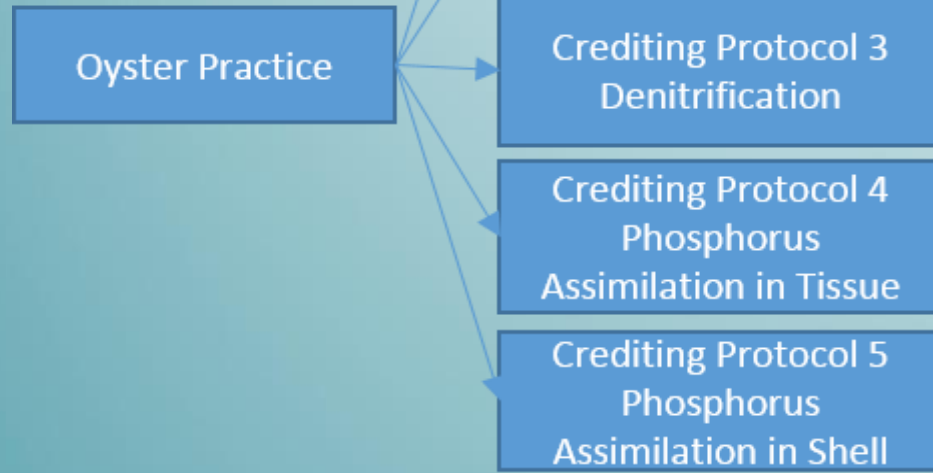 Oyster Practice
Crediting Protocol 3
Denitrification
Crediting Protocol 4
Phosphorus
Assimilation in Tissue
Crediting Protocol 5
Phosphorus
Assimilation in Shell